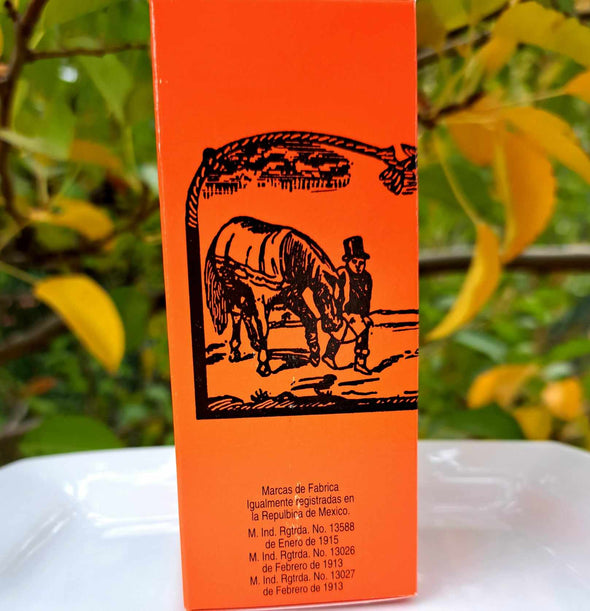 Marcas de Fabrica
Igualmente registradas en
la Repulbica de Mexico.
M. Ind. Rgtrda. No. 13588
de Enero de 1915
M. Ind. Rgtrda. No. 13026
de Febrero de 1913
M. Ind. Rgtrda. No. 13027
de Febrero de 1913